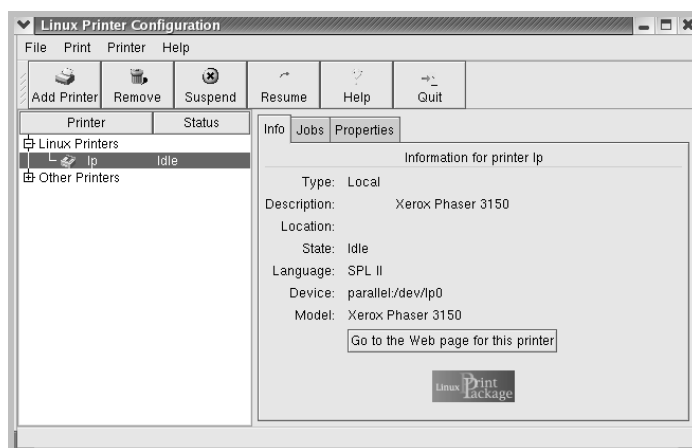 Linux Printer Configuration
File Print Printer Help
Add Printer Remove Suspend Resume Help Quit
Printer Status
Linux Printers
lp Idle
Other Printers
Info Jobs Properties
Information for printer lp
Type: Local
Description: Xerox Phaser 3150
Location:
State: Idle
Language: SPL II
Device: parallel:/dev/lp0
Model: Xerox Phaser 3150
Go to the Web page for this printer
Linux Print Package